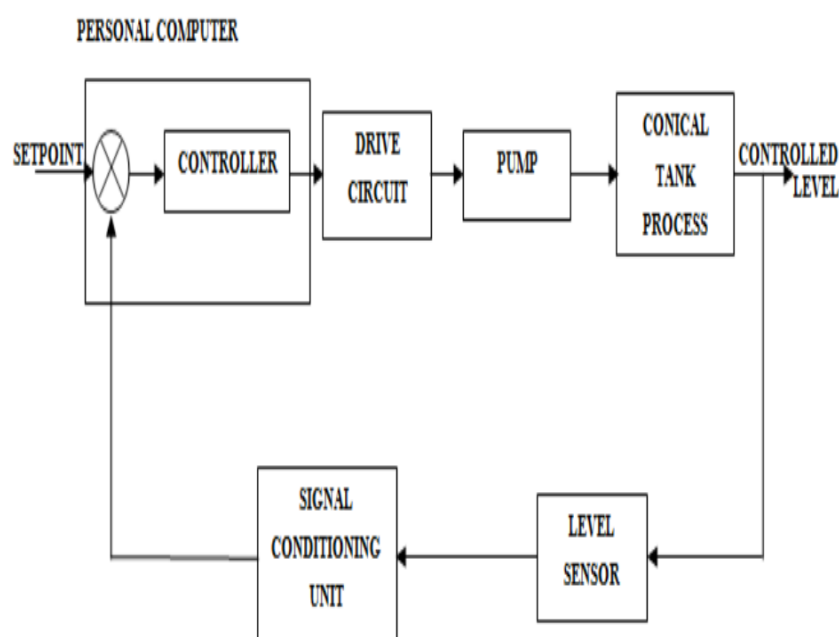 PERSONAL COMPUTER
SETPOINT
CONTROLLER
DRIVE
CIRCUIT
PUMP
CONICAL
TANK
PROCESS
CONTROLLED
LEVEL
SIGNAL
CONDITIONING
UNIT
LEVEL
SENSOR